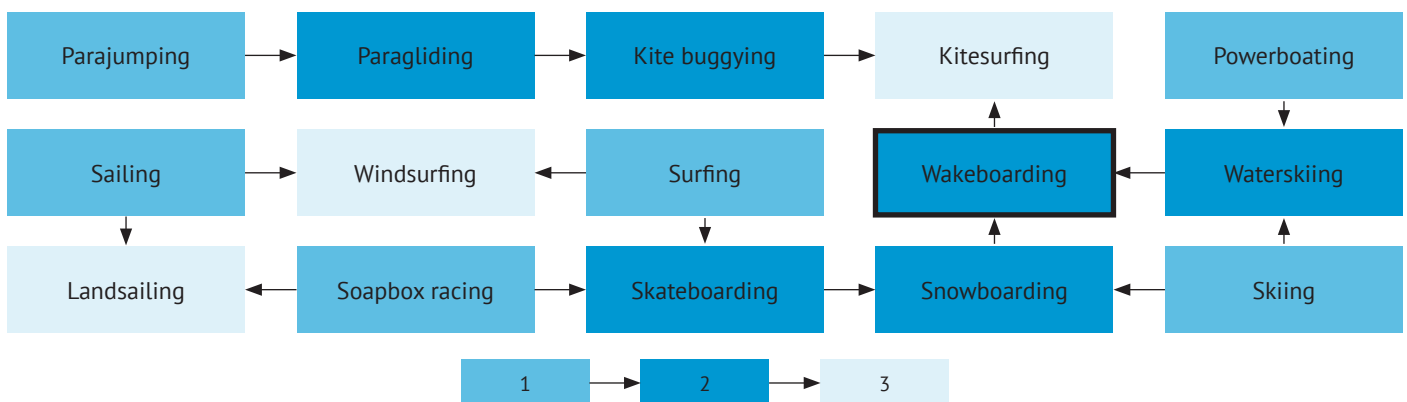 Parajumping
Paragliding
Kite buggying
Kitesurfing
Powerboating
Sailing
Windsurfing
Surfing
Wakeboarding
Waterskiing
Landsailing
Soapbox racing
Skateboarding
Snowboarding
Skiing
1
2
3